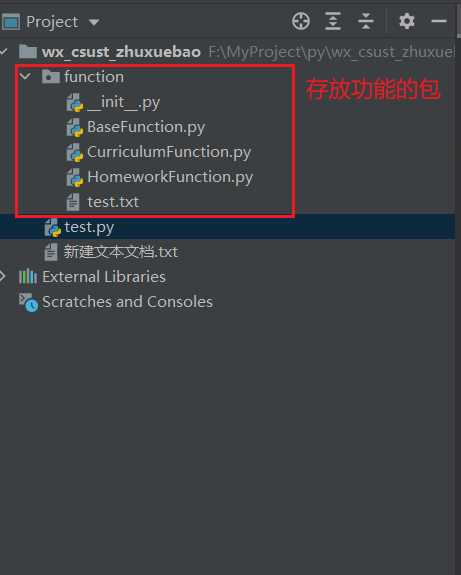 Project
wx_csust_zhuxuebao F:\MyProject\py\wx_csust_zhuxueb
function
存放功能的包
__init__.py
BaseFunction.py
CurriculumFunction.py
HomeworkFunction.py
test.txt
test.py
新建文本文档.txt
External Libraries
Scratches and Consoles